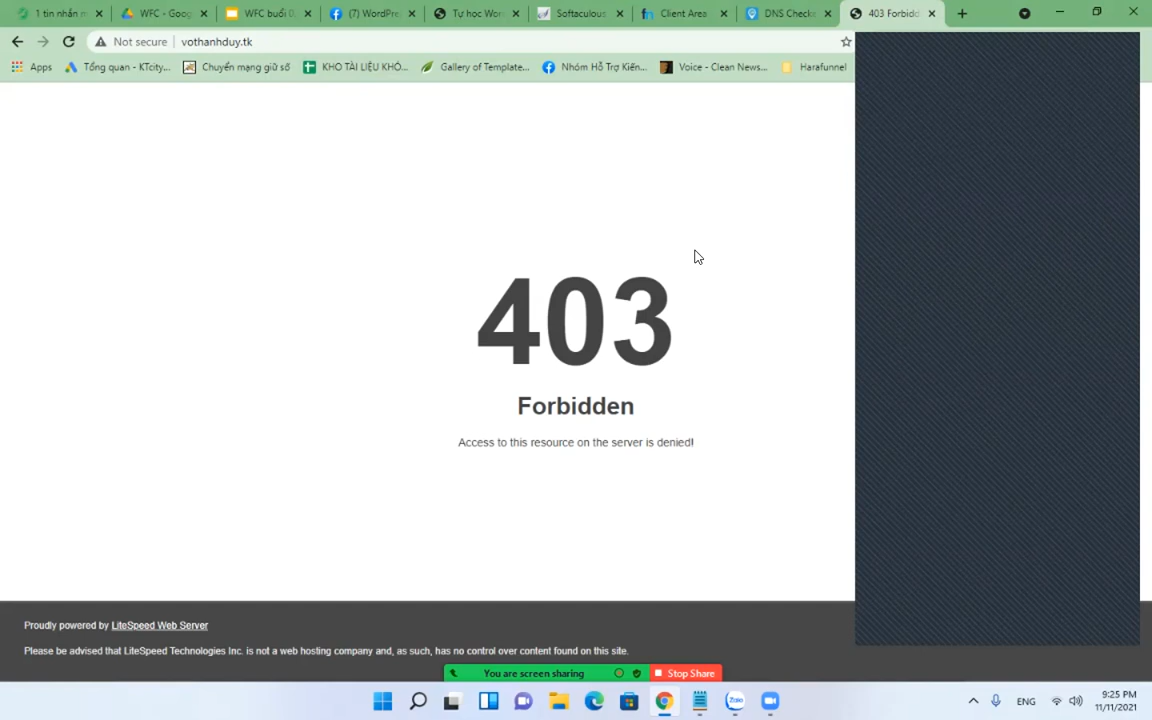 1 tin nhắn m
WFC - Goog
WFC buổi 0
(7) WordPre
Tự học Wor
Softaculous
Client Area
DNS Checke
403 Forbidd
Not secure
vothanhduy.tk
Apps
Tổng quan - KTcity...
Chuyển mạng giữ số
KHO TÀI LIỆU KHÓ...
Gallery of Template...
Nhóm Hỗ Trợ Kiến...
Voice - Clean News...
Harafunnel
403
Forbidden
Access to this resource on the server is denied!
Proudly powered by LiteSpeed Web Server
Please be advised that LiteSpeed Technologies Inc. is not a web hosting company and, as such, has no control over content found on this site.
You are screen sharing
Stop Share
Zalo
ENG
9:25 PM
11/11/2021